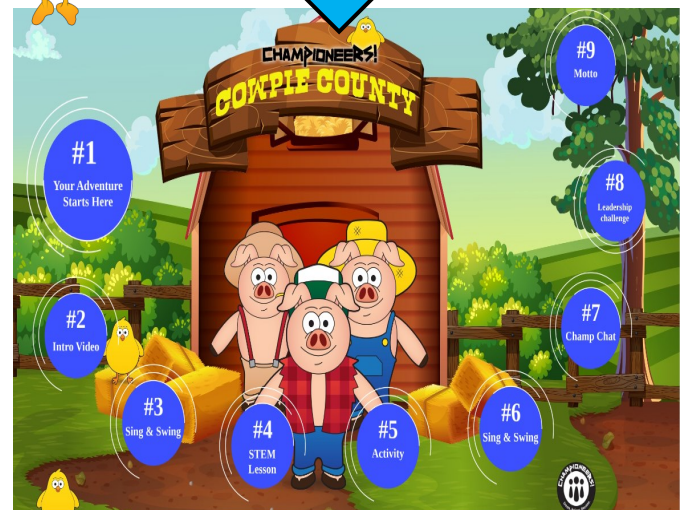 CHAMPIONEERS!
COWPIE COUNTY
#1
Your Adventure
Starts Here
#2
Intro Video
#3
Sing & Swing
#4
STEM
Lesson
#5
Activity
#6
Sing & Swing
#7
Champ Chat
#8
Leadership
challenge
#9
Motto
CHAMPIONEERS!